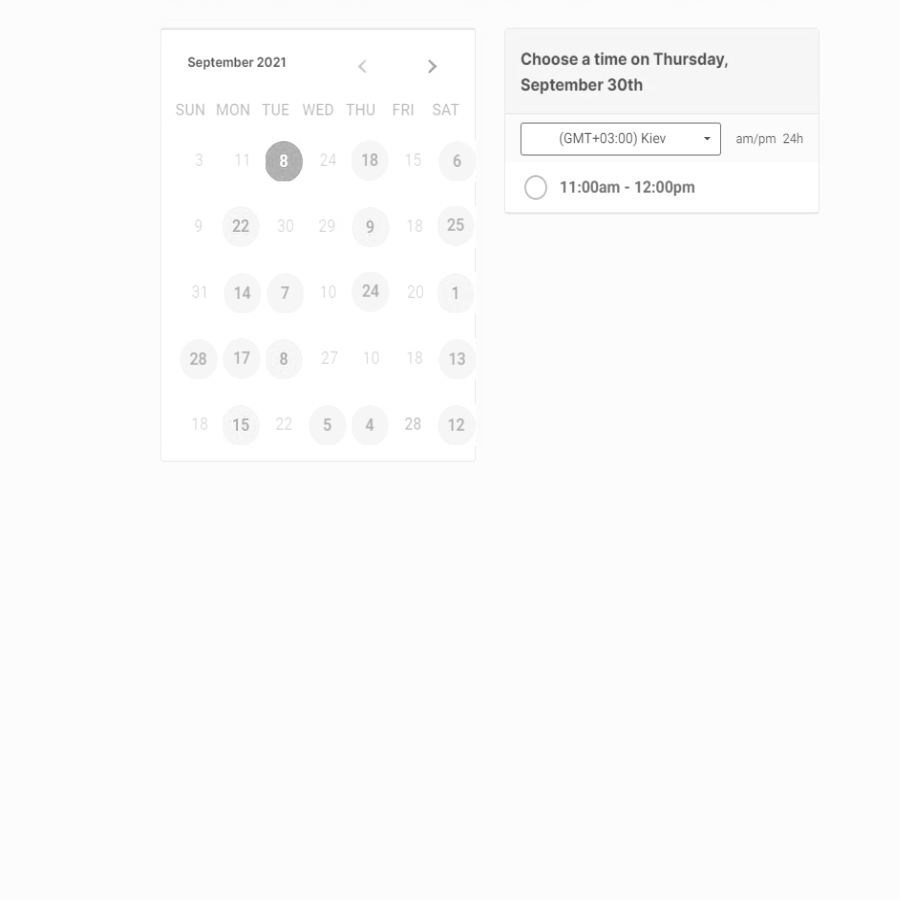 September 2021
SUN MON TUE WED THU FRI SAT
3 11 8 24 18 15 6
9 22 30 29 9 18 25
31 14 7 10 24 20 1
28 17 8 27 10 18 13
18 15 22 5 4 28 12
Choose a time on Thursday,
September 30th
(GMT+03:00) Kiev am/pm 24h
11:00am - 12:00pm